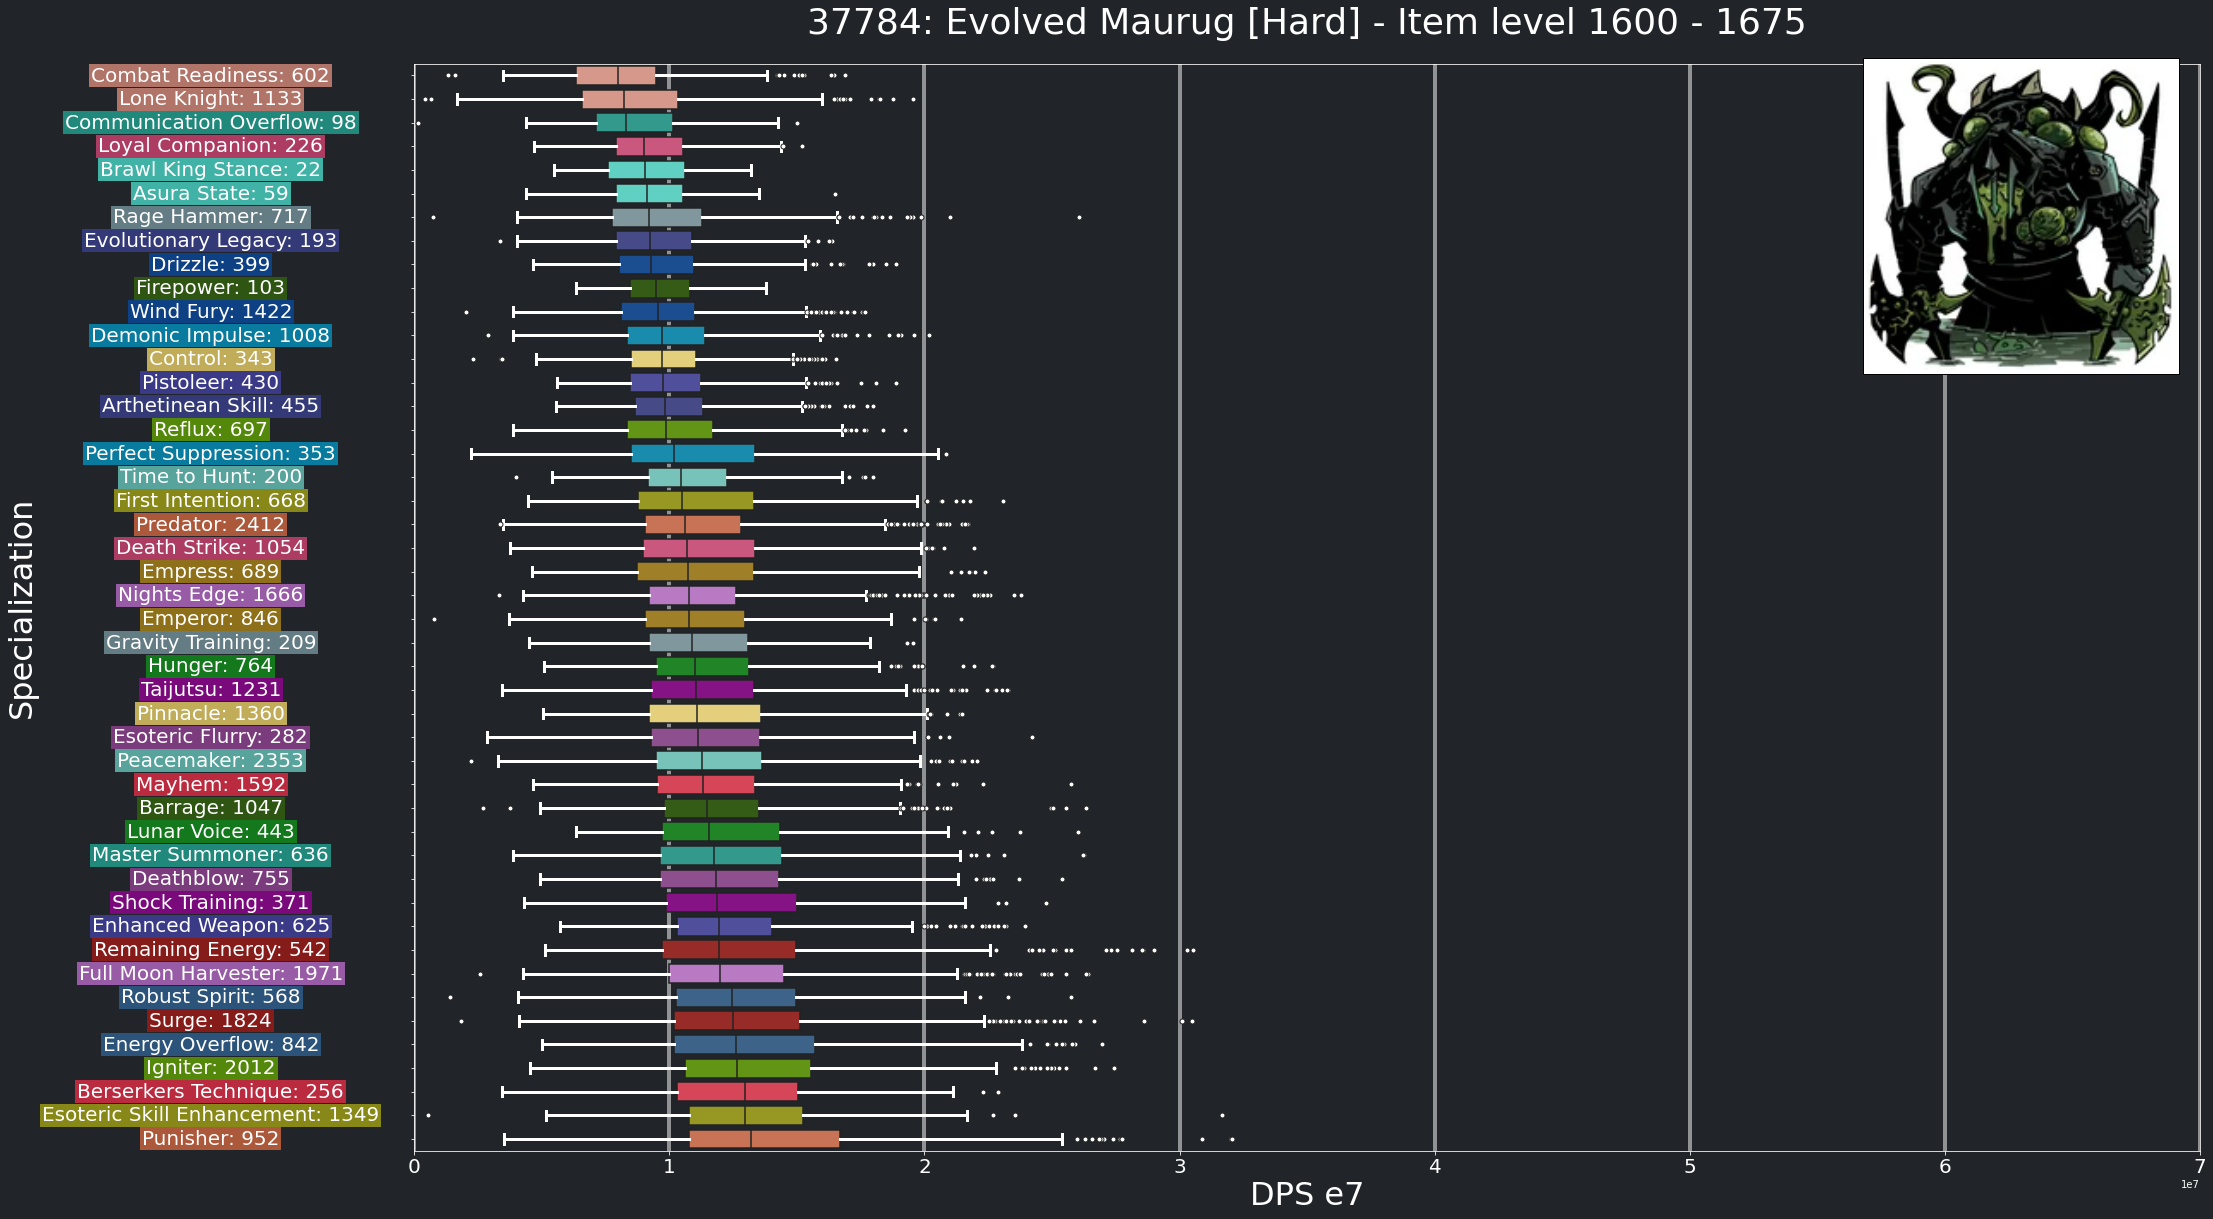 37784: Evolved Maurug [Hard] - Item level 1600 - 1675
Specialization
Combat Readiness: 602
Lone Knight: 1133
Communication Overflow: 98
Loyal Companion: 226
Brawl King Stance: 22
Asura State: 59
Rage Hammer: 717
Evolutionary Legacy: 193
Drizzle: 399
Firepower: 103
Wind Fury: 1422
Demonic Impulse: 1008
Control: 343
Pistoleer: 430
Arthetinean Skill: 455
Reflux: 697
Perfect Suppression: 353
Time to Hunt: 200
First Intention: 668
Predator: 2412
Death Strike: 1054
Empress: 689
Nights Edge: 1666
Emperor: 846
Gravity Training: 209
Hunger: 764
Taijutsu: 1231
Pinnacle: 1360
Esoteric Flurry: 282
Peacemaker: 2353
Mayhem: 1592
Barrage: 1047
Lunar Voice: 443
Master Summoner: 636
Deathblow: 755
Shock Training: 371
Enhanced Weapon: 625
Remaining Energy: 542
Full Moon Harvester: 1971
Robust Spirit: 568
Surge: 1824
Energy Overflow: 842
Igniter: 2012
Berserkers Technique: 256
Esoteric Skill Enhancement: 1349
Punisher: 952
0 1 2 3 4 5 6 7
1e7
DPS e7